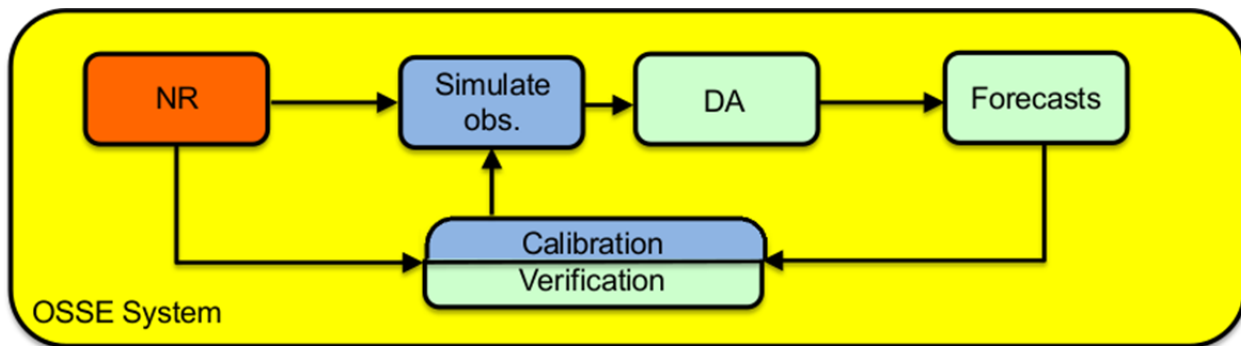 NR
Simulate
obs.
DA
Forecasts
Calibration
Verification
OSSE System